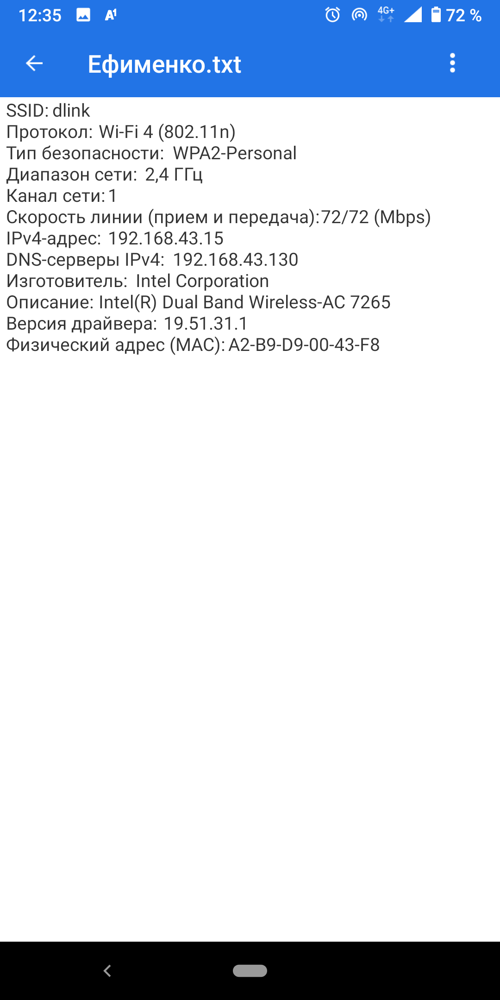 12:35 A1 4G+ 72 %
Ефименко.txt
SSID: dlink
Протокол: Wi-Fi 4 (802.11n)
Тип безопасности: WPA2-Personal
Диапазон сети: 2,4 ГГц
Канал сети: 1
Скорость линии (прием и передача): 72/72 (Mbps)
IPv4-адрес: 192.168.43.15
DNS-серверы IPv4: 192.168.43.130
Изготовитель: Intel Corporation
Описание: Intel(R) Dual Band Wireless-AC 7265
Версия драйвера: 19.51.31.1
Физический адрес (MAC): A2-B9-D9-00-43-F8